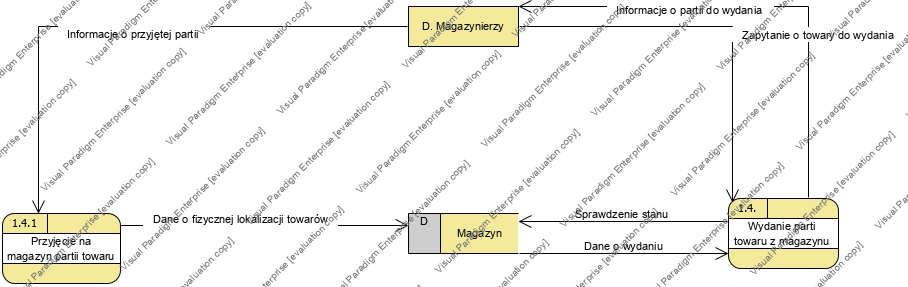 Informacje o partii do wydania
D. Magazynierzy
Informacje o przyjętej partii
Zapytanie o towary do wydania
1.4.1
Przyjęcie na
magazyn partii towaru
Dane o fizycznej lokalizacji towarów
D
Magazyn
Sprawdzenie stanu
Dane o wydaniu
1.4.
Wydanie parti
towaru z magazynu
Visual Paradigm Enterprise [evaluation copy]